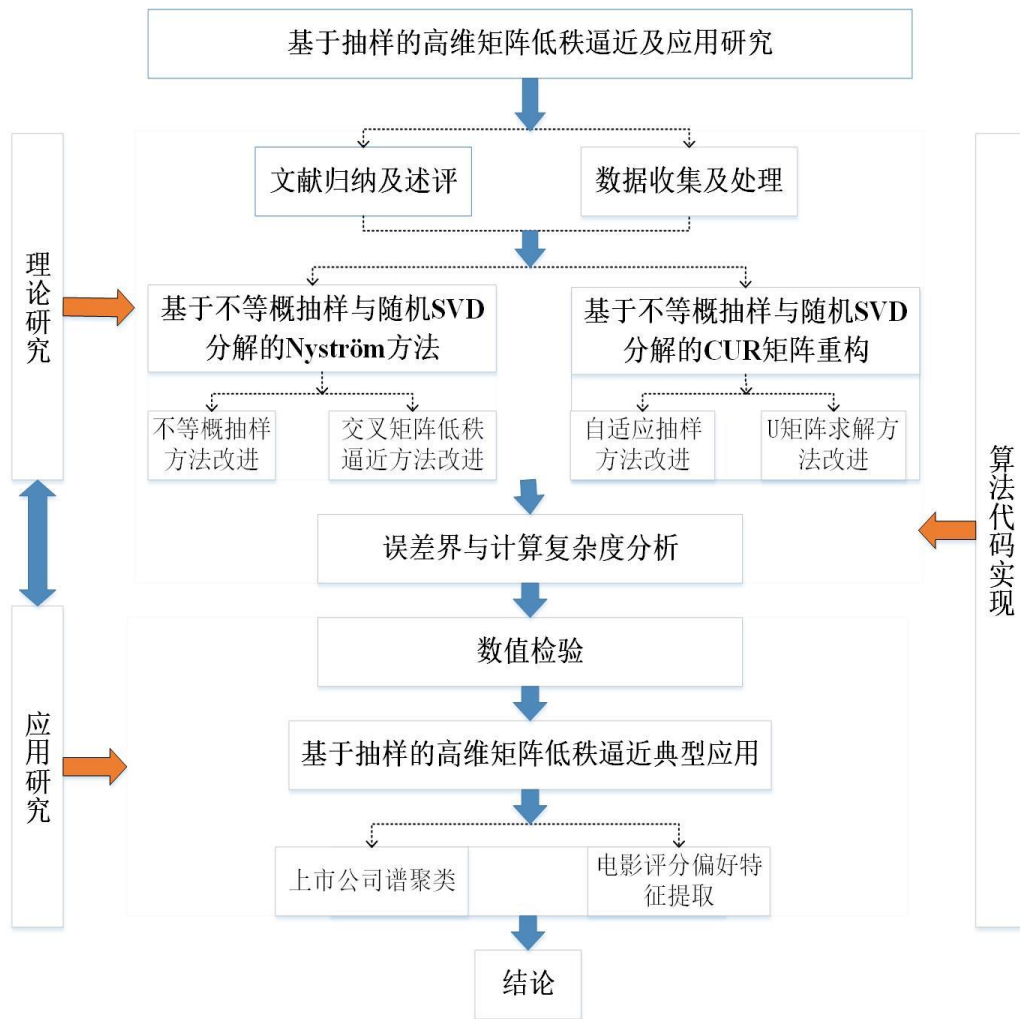 基于抽样的高维矩阵低秩逼近及应用研究
文献归纳及述评
数据收集及处理
理论研究
基于不等概抽样与随机SVD
分解的Nyström方法
基于不等概抽样与随机SVD
分解的CUR矩阵重构
不等概抽样
方法改进
交叉矩阵低秩
逼近方法改进
自适应抽样
方法改进
U矩阵求解方
法改进
算法代码实现
误差界与计算复杂度分析
应用研究
数值检验
基于抽样的高维矩阵低秩逼近典型应用
上市公司谱聚类
电影评分偏好特
征提取
结论